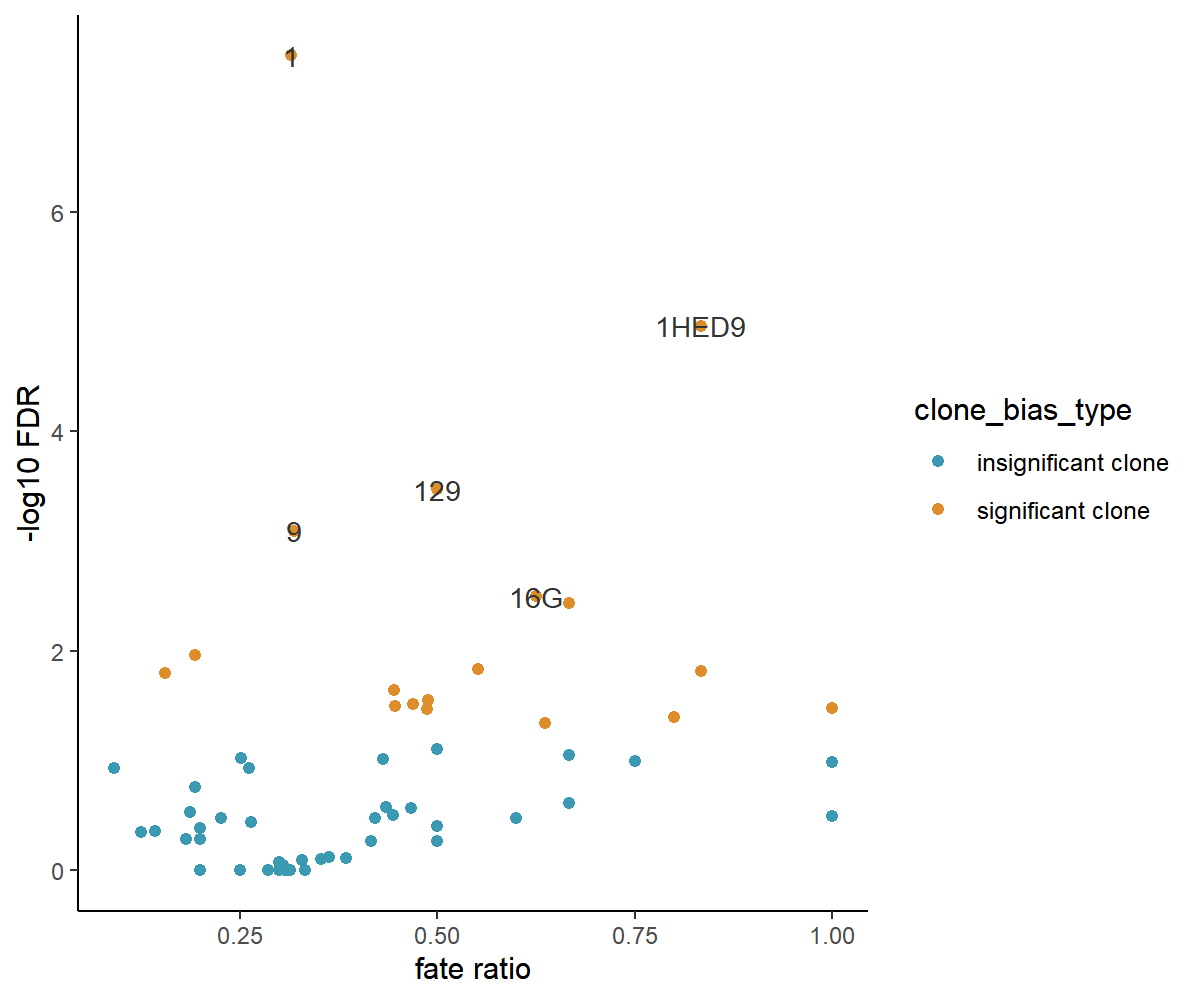 1
6
1HED9
4
129
9
16G
2
0
-log10 FDR
0.25
0.50
0.75
1.00
fate ratio
clone_bias_type
insignificant clone
significant clone